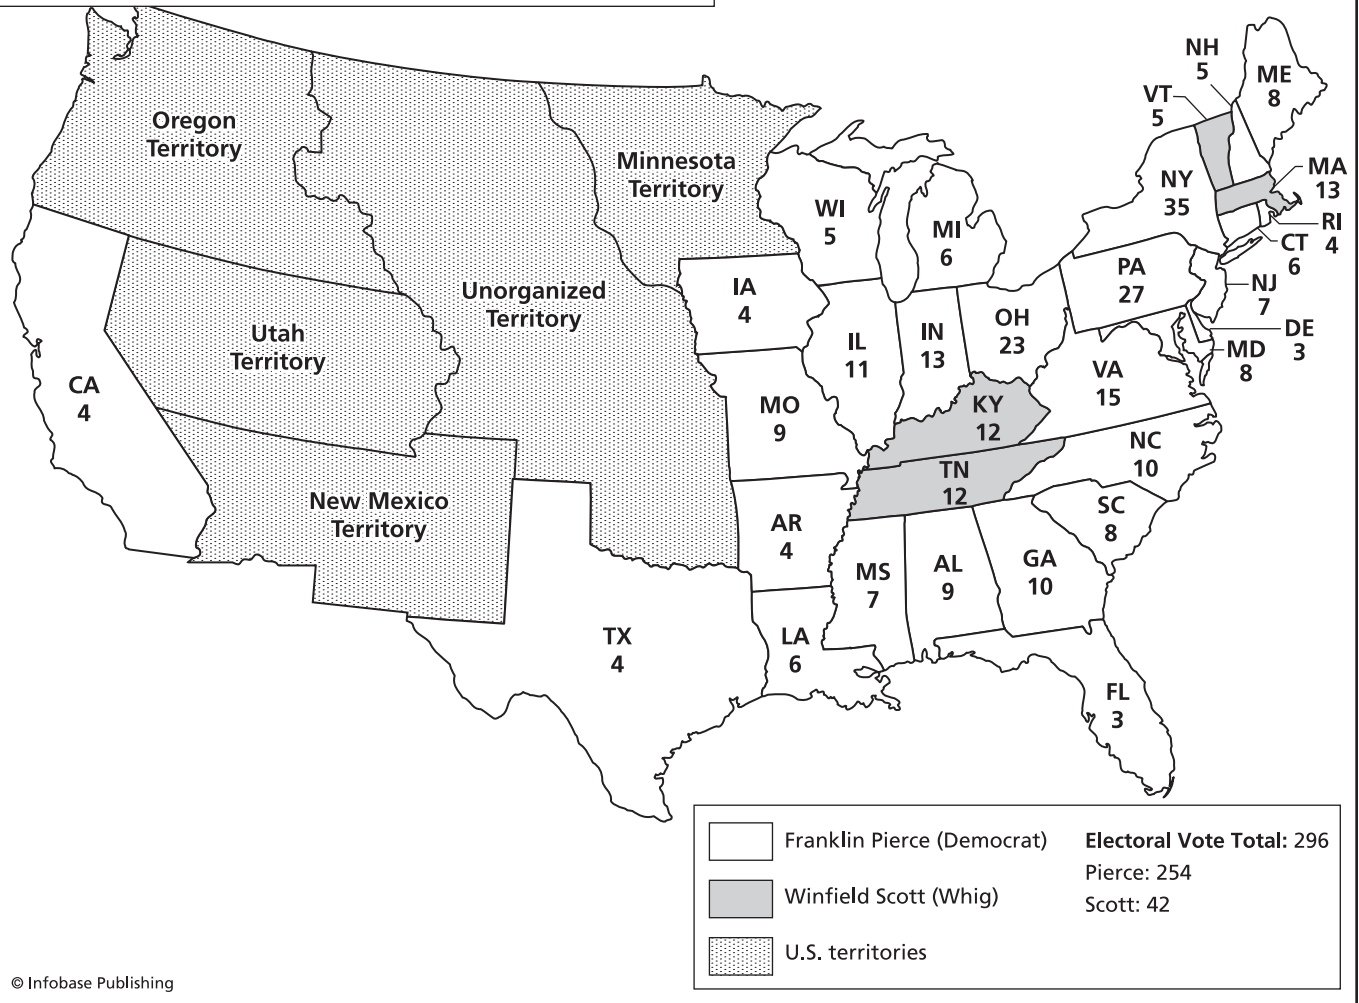 NH
5
ME
8
VT
5
Oregon
Territory
Minnesota
Territory
MA
13
NY
35
WI
5
MI
6
RI
4
CT
6
PA
27
IA
4
Unorganized
Territory
NJ
7
OH
23
IN
13
Utah
Territory
IL
11
DE
3
MD
8
VA
15
CA
4
MO
9
KY
12
NC
10
TN
12
New Mexico
Territory
SC
8
AR
4
GA
10
AL
9
MS
7
TX
4
LA
6
FL
3
Franklin Pierce (Democrat)
Winfield Scott (Whig)
U.S. territories
Electoral Vote Total: 296
Pierce: 254
Scott: 42
© Infobase Publishing